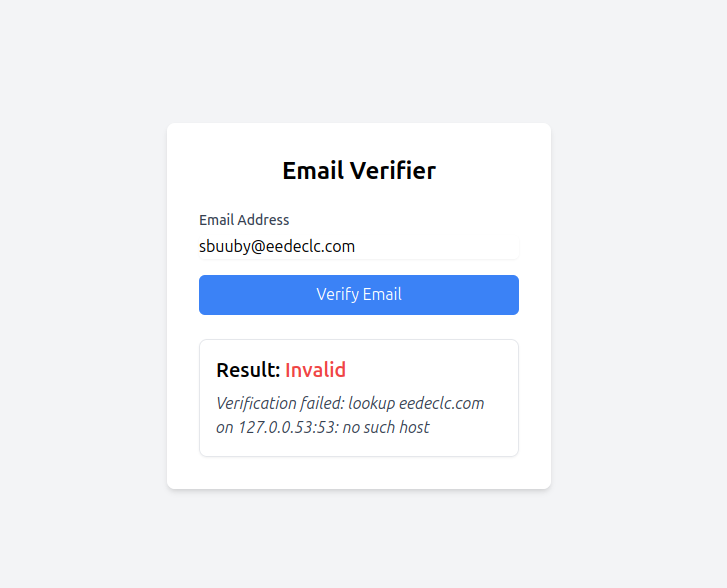 Email Verifier
Email Address
sbuuby@eedeclc.com
Verify Email
Result: Invalid
Verification failed: lookup eedeclc.com
on 127.0.0.53:53: no such host